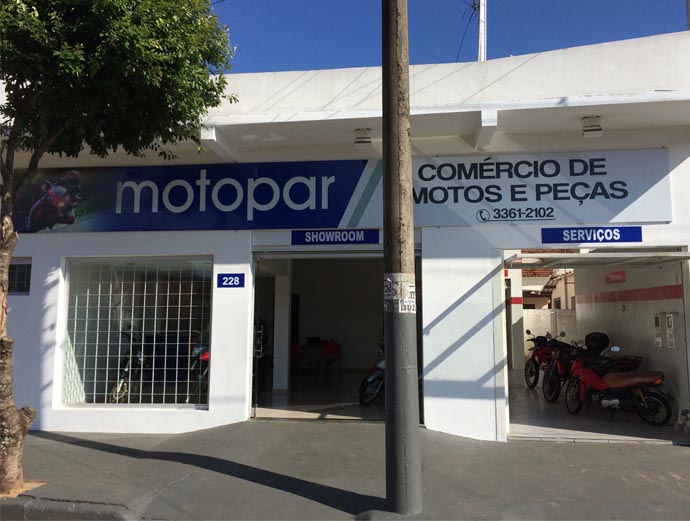 motopar
COMÉRCIO DE
MOTOS E PEÇAS
3361-2102
SHOWROOM
SERVIÇOS
228